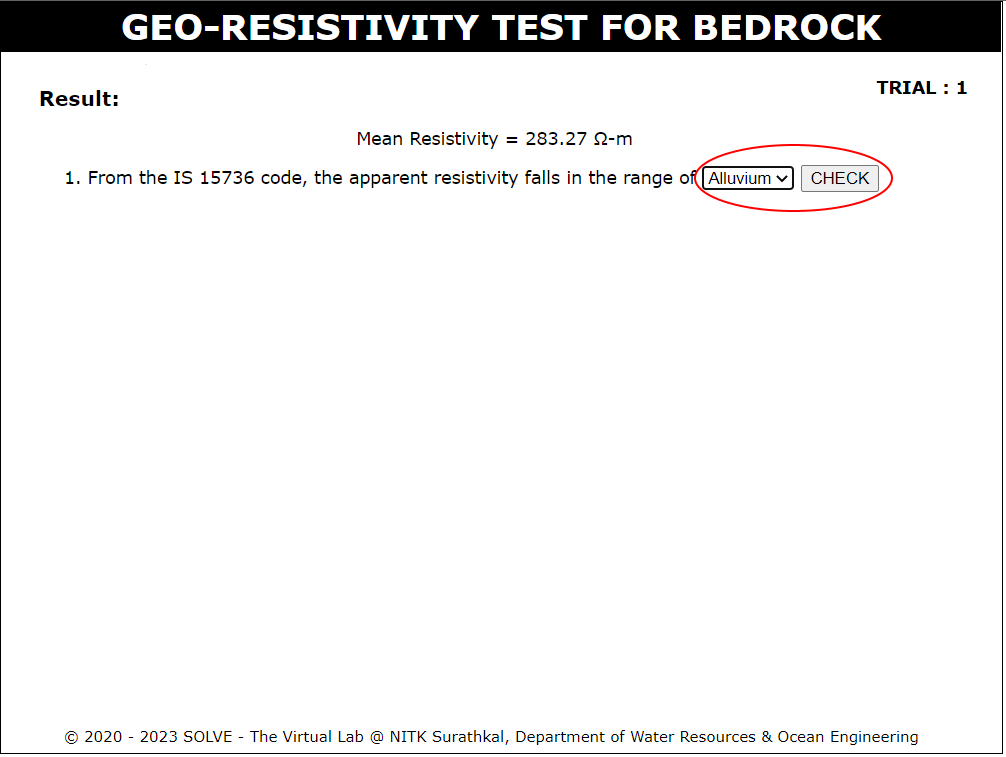 GEO-RESISTIVITY TEST FOR BEDROCK
TRIAL : 1
Result:
Mean Resistivity = 283.27 Ω-m
1. From the IS 15736 code, the apparent resistivity falls in the range of Alluvium CHECK
© 2020 - 2023 SOLVE - The Virtual Lab @ NITK Surathkal, Department of Water Resources & Ocean Engineering